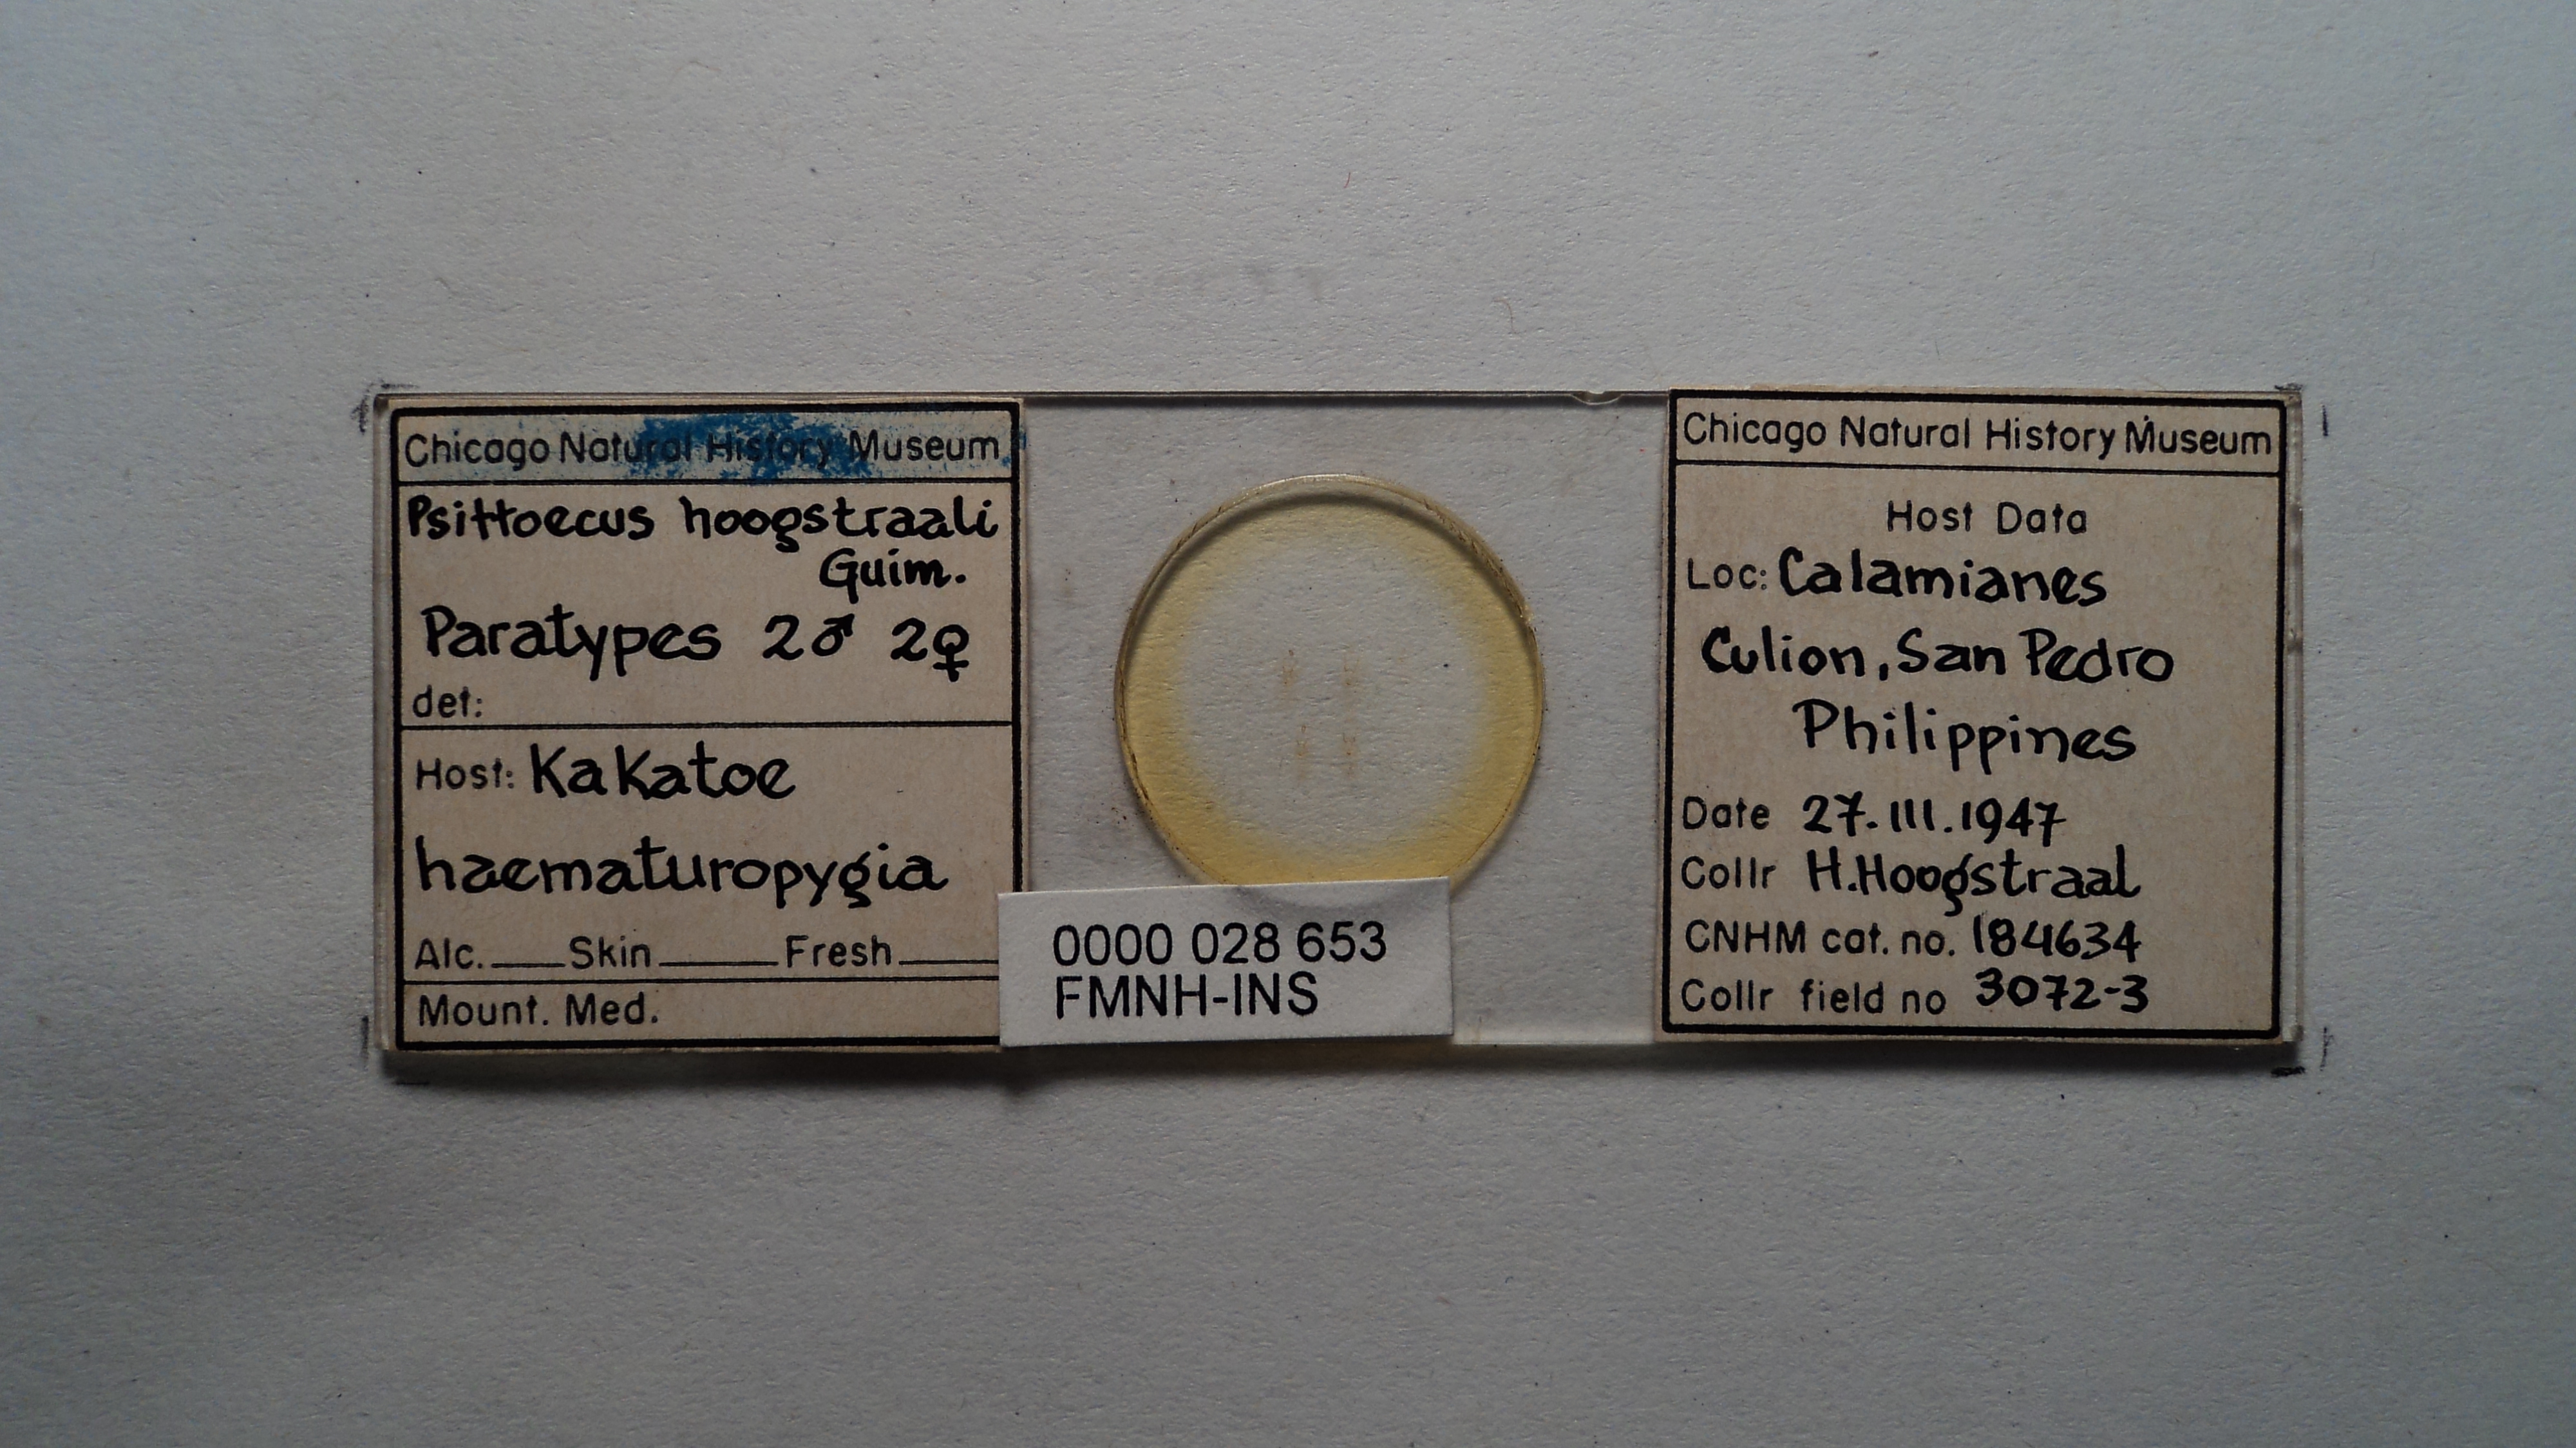 Chicago Natural History Museum
Psittoecus hoogstraali
Guim.
Paratypes 2♂ 2♀
det:
Host: Kakatoe
haematuropygia
Alc.____Skin____Fresh____
Mount. Med.
0000 028 653
FMNH-INS
Chicago Natural History Museum
Host Data
Loc: Calamianes
Culion, San Pedro
Philippines
Date 27.III.1947
Collr H. Hoogstraal
CNHM cat. no. 184634
Collr field no 3072-3